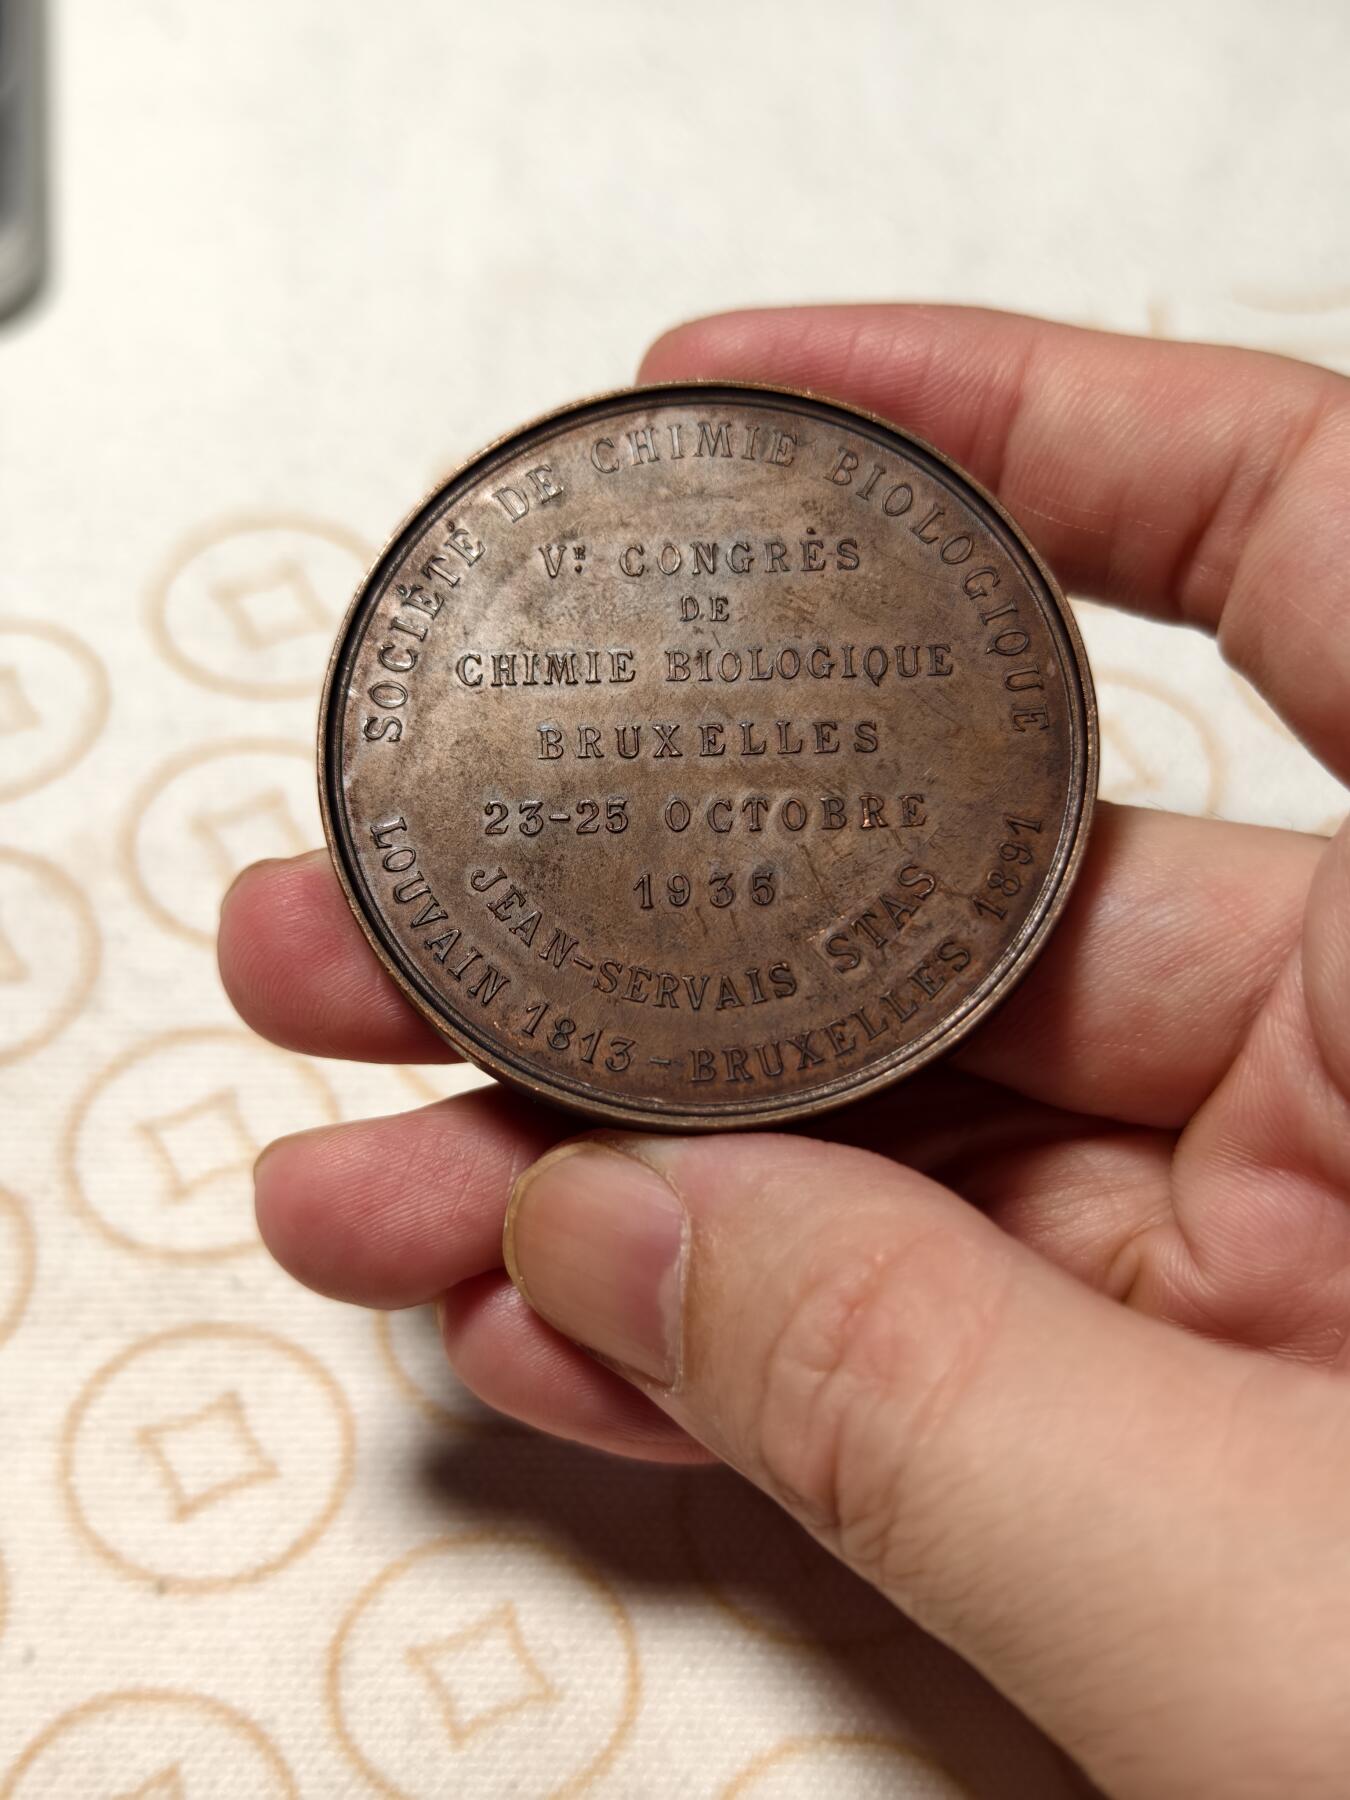 SOCIÉTÉ DE CHIMIE BIOLOGIQUE
Vᴱ. CONGRÈS
DE
CHIMIE BIOLOGIQUE
BRUXELLES
23-25 OCTOBRE
1935
JEAN-SERVAIS STAS
LOUVAIN 1813-BRUXELLES 1891